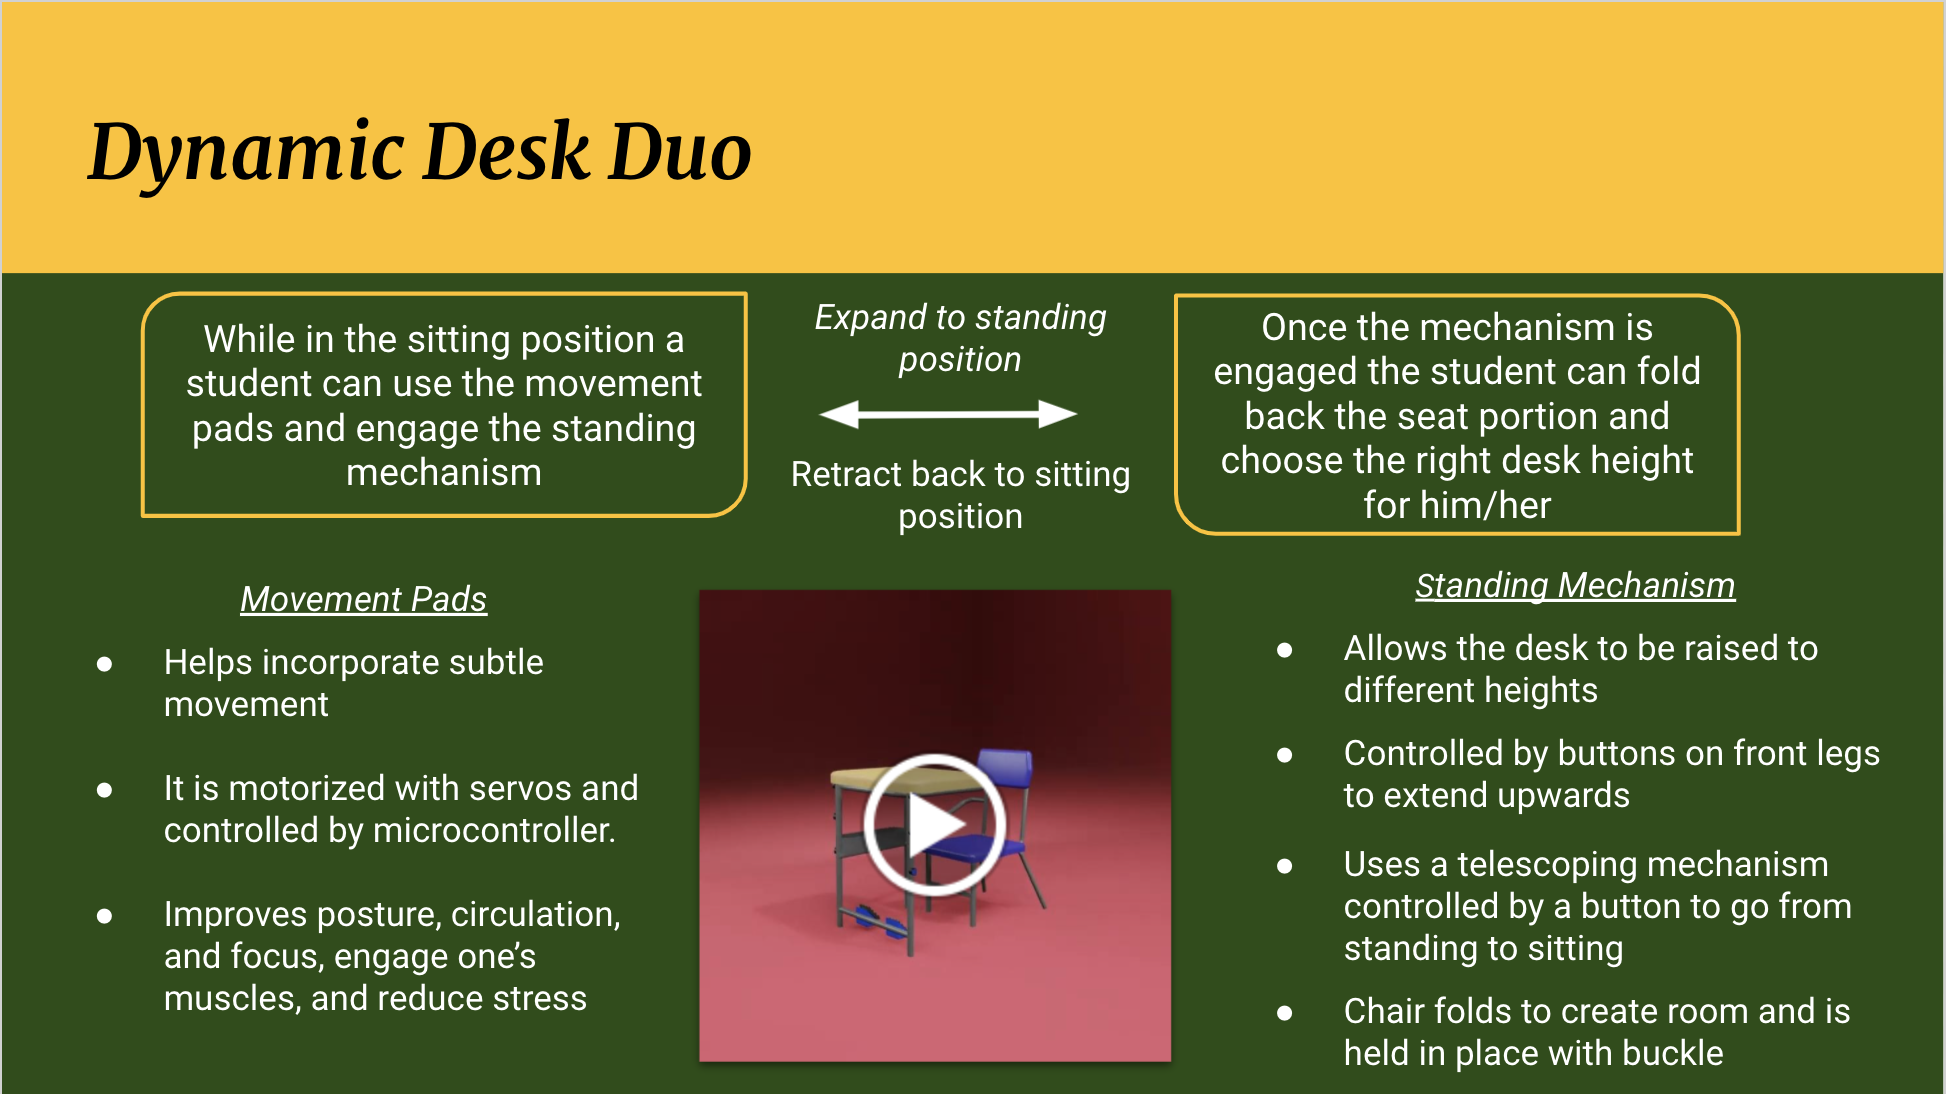 Dynamic Desk Duo
While in the sitting position a
student can use the movement
pads and engage the standing
mechanism
Expand to standing
position
Retract back to sitting
position
Once the mechanism is
engaged the student can fold
back the seat portion and
choose the right desk height
for him/her
Movement Pads
● Helps incorporate subtle
movement
● It is motorized with servos and
controlled by microcontroller.
● Improves posture, circulation,
and focus, engage one’s
muscles, and reduce stress
Standing Mechanism
● Allows the desk to be raised to
different heights
● Controlled by buttons on front legs
to extend upwards
● Uses a telescoping mechanism
controlled by a button to go from
standing to sitting
● Chair folds to create room and is
held in place with buckle